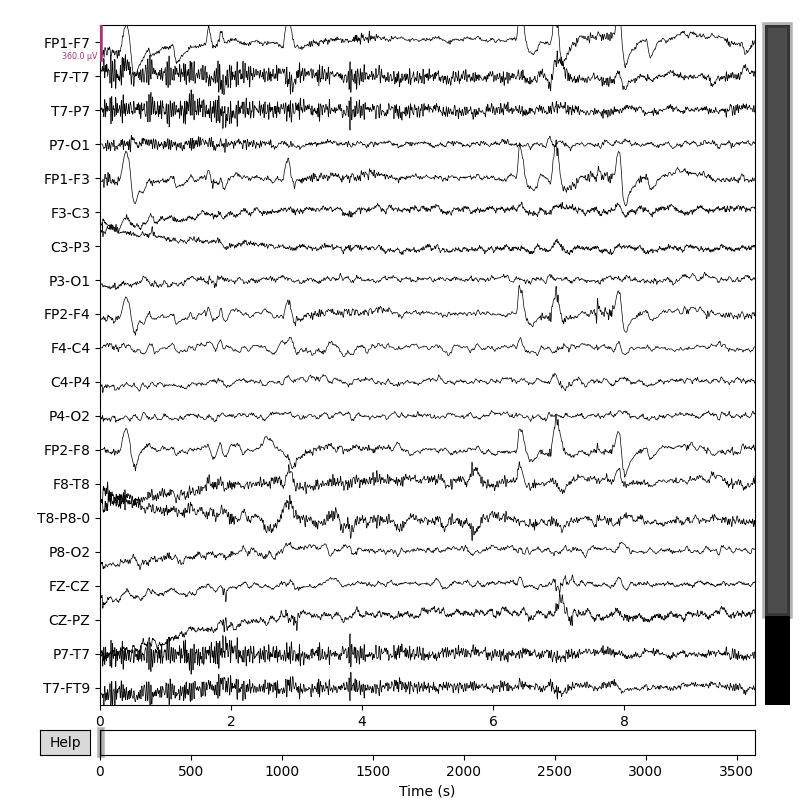 FP1-F7
360.0 µV
F7-T7
T7-P7
P7-O1
FP1-F3
F3-C3
C3-P3
P3-O1
FP2-F4
F4-C4
C4-P4
P4-O2
FP2-F8
F8-T8
T8-P8-0
P8-O2
FZ-CZ
CZ-PZ
P7-T7
T7-FT9
0 2 4 6 8
Help
0 500 1000 1500 2000 2500 3000 3500
Time (s)